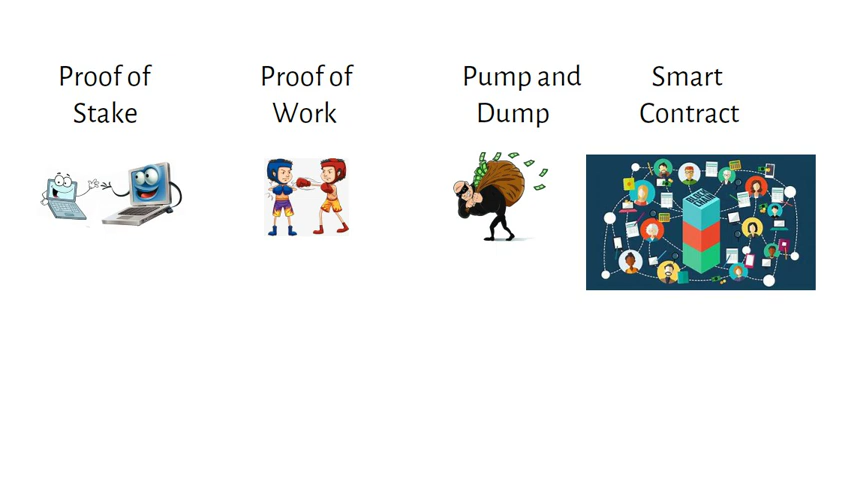 Proof of
Stake
Proof of
Work
Pump and
Dump
Smart
Contract